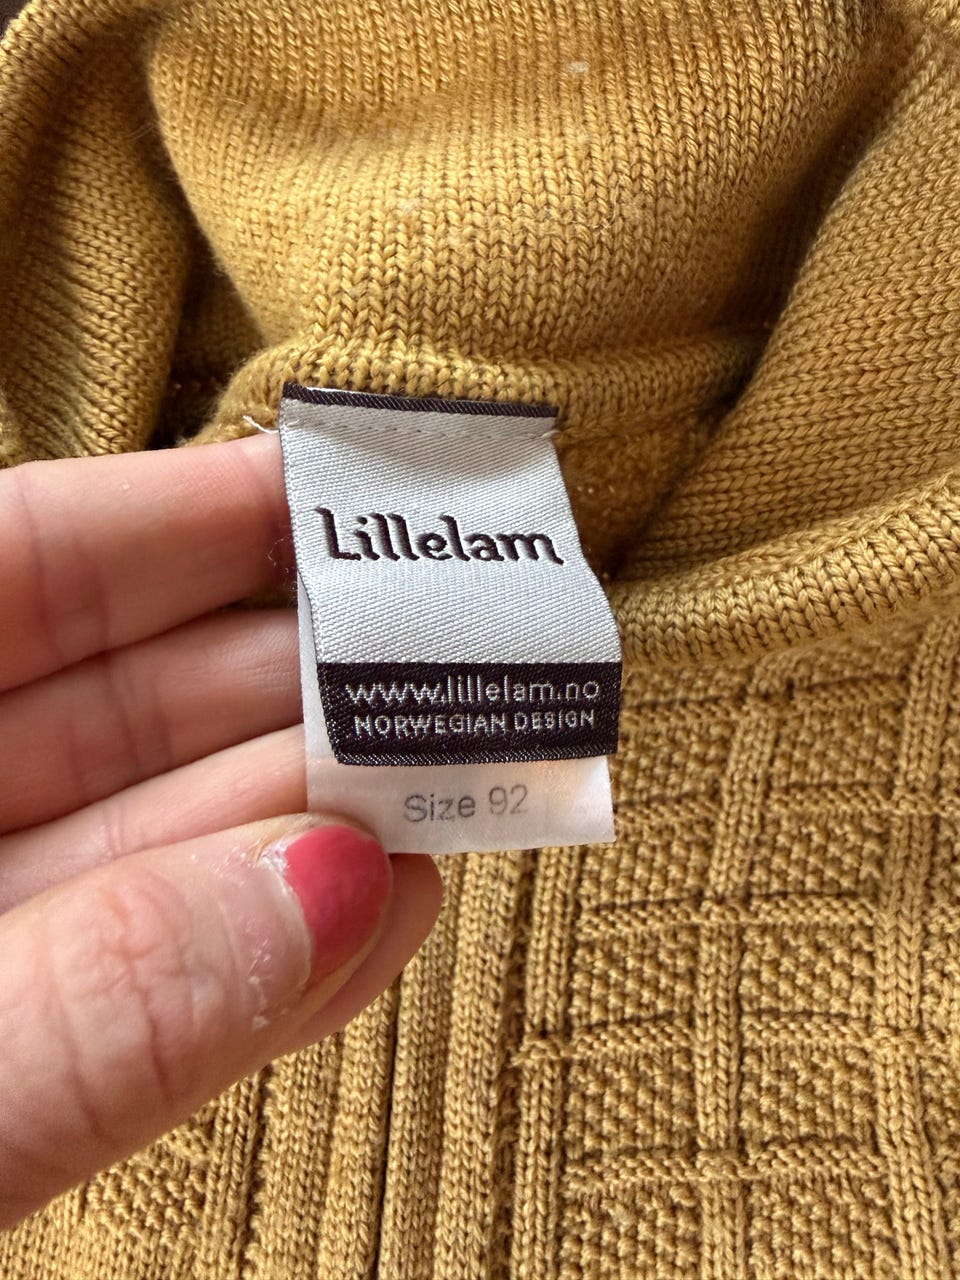 Lillelam
www.lillelam.no
NORWEGIAN DESIGN
Size 92